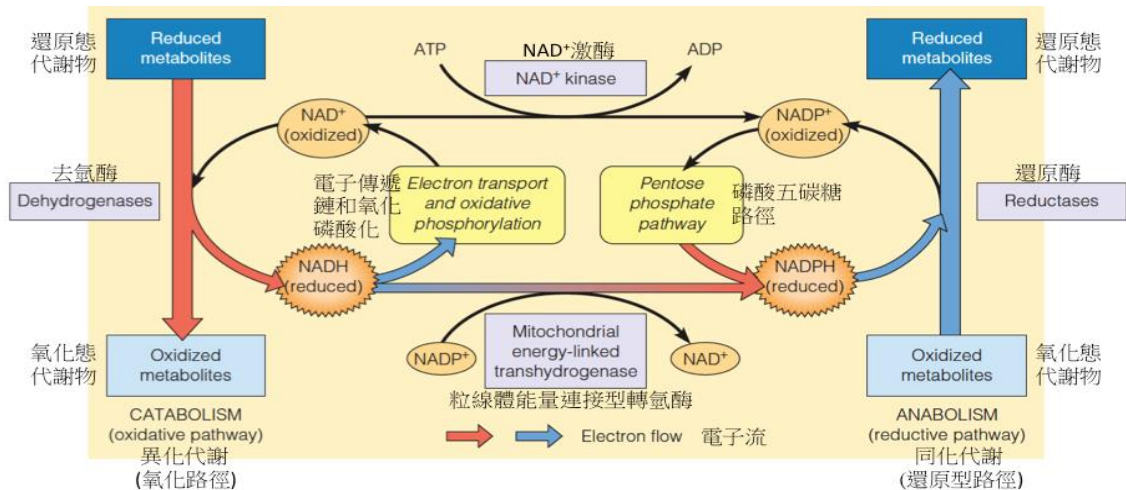 還原態
代謝物
Reduced
metabolites
ATP
NAD⁺激酶
NAD⁺ kinase
ADP
Reduced
metabolites
還原態
代謝物
NAD⁺
(oxidized)
NADP⁺
(oxidized)
去氫酶
Dehydrogenases
電子傳遞
鏈和氧化
磷酸化
Electron transport
and oxidative
phosphorylation
Pentose
phosphate
pathway
磷酸五碳糖
路徑
還原酶
Reductases
NADH
(reduced)
NADPH
(reduced)
氧化態
代謝物
Oxidized
metabolites
NADP⁺
Mitochondrial
energy-linked
transhydrogenase
NAD⁺
粒線體能量連接型轉氫酶
Oxidized
metabolites
氧化態
代謝物
CATABOLISM
(oxidative pathway)
異化代謝
(氧化路徑)
Electron flow 電子流
ANABOLISM
(reductive pathway)
同化代謝
(還原型路徑)